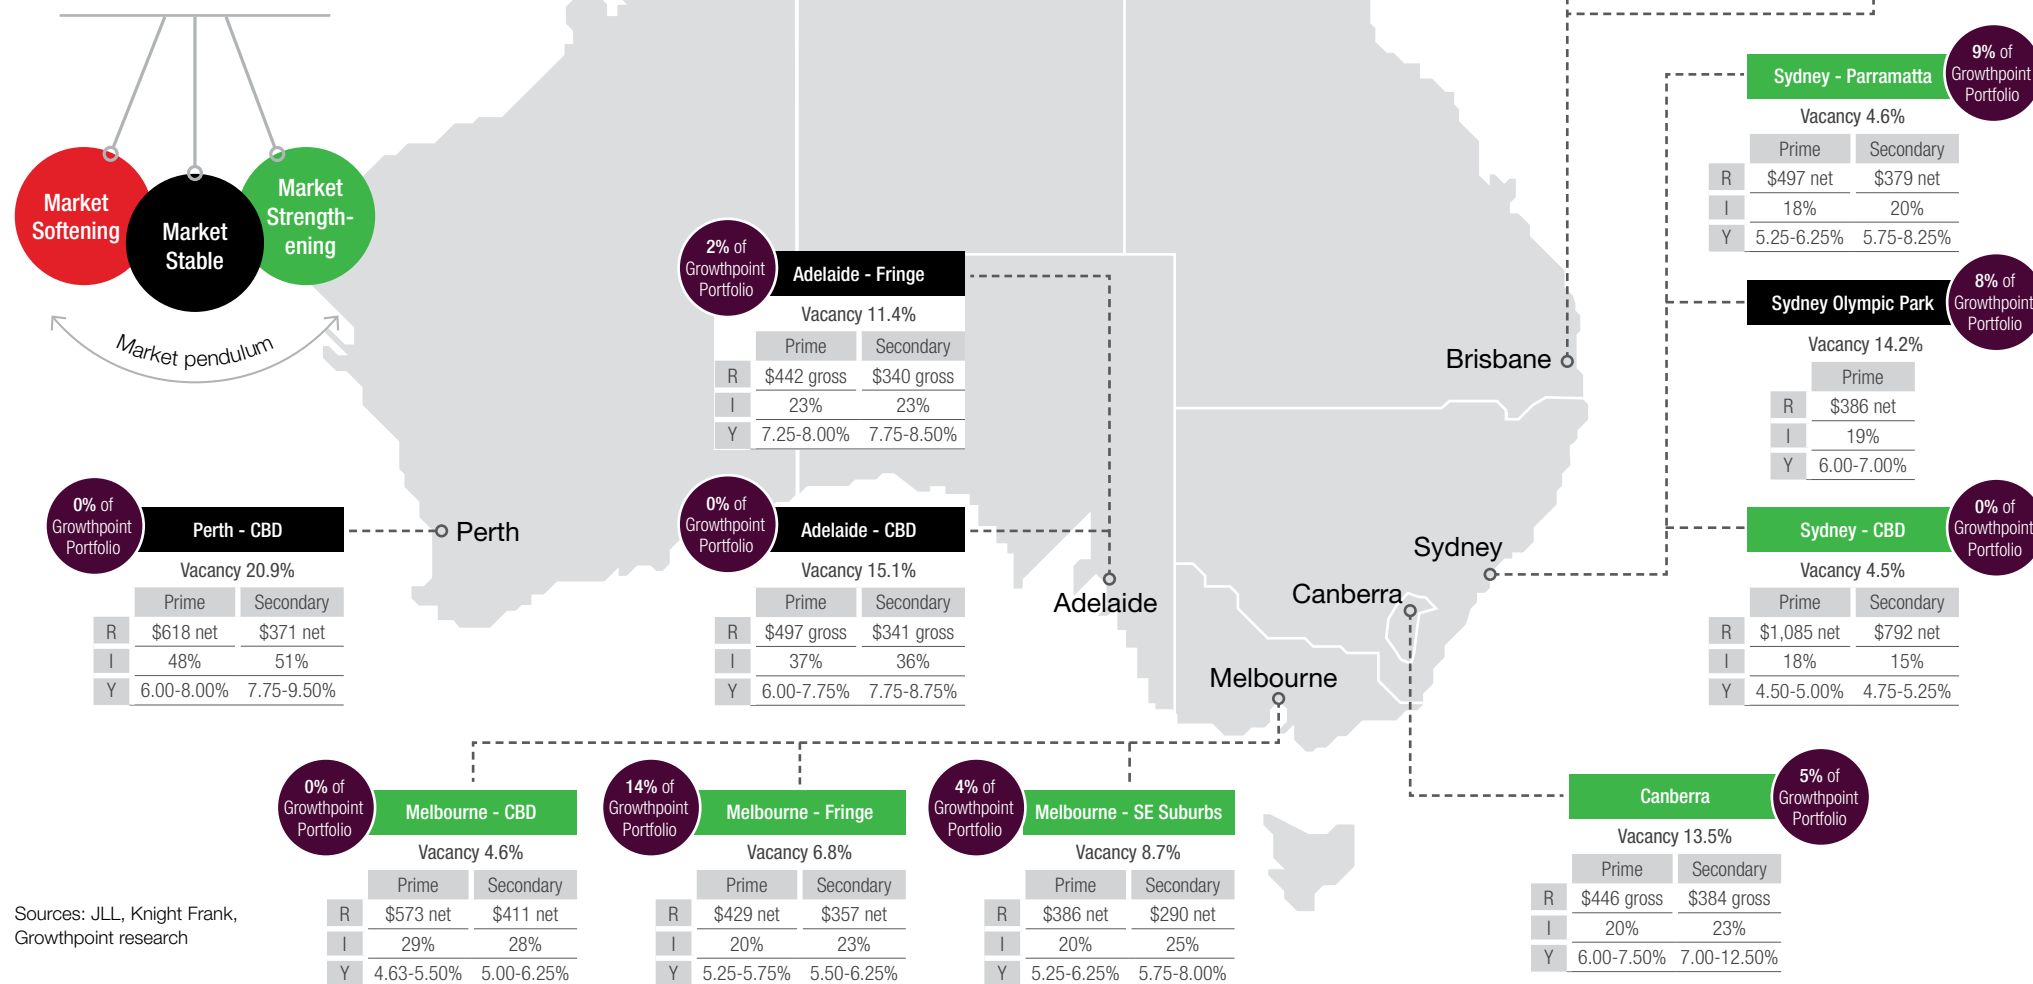 Market
Softening
Market
Stable
Market
Strength-
ening
Market pendulum
9% of
Growthpoint
Portfolio
Sydney - Parramatta
Vacancy 4.6%
Prime Secondary
R $497 net $379 net
I 18% 20%
Y 5.25-6.25% 5.75-8.25%
2% of
Growthpoint
Portfolio
Adelaide - Fringe
Vacancy 11.4%
Prime Secondary
R $442 gross $340 gross
I 23% 23%
Y 7.25-8.00% 7.75-8.50%
8% of
Growthpoint
Portfolio
Sydney Olympic Park
Vacancy 14.2%
Prime
R $386 net
I 19%
Y 6.00-7.00%
Brisbane
0% of
Growthpoint
Portfolio
Perth - CBD
Vacancy 20.9%
Prime Secondary
R $618 net $371 net
I 48% 51%
Y 6.00-8.00% 7.75-9.50%
Perth
0% of
Growthpoint
Portfolio
Adelaide - CBD
Vacancy 15.1%
Prime Secondary
R $497 gross $341 gross
I 37% 36%
Y 6.00-7.75% 7.75-8.75%
Adelaide
Sydney
Canberra
Melbourne
0% of
Growthpoint
Portfolio
Sydney - CBD
Vacancy 4.5%
Prime Secondary
R $1,085 net $792 net
I 18% 15%
Y 4.50-5.00% 4.75-5.25%
0% of
Growthpoint
Portfolio
Melbourne - CBD
Vacancy 4.6%
Prime Secondary
R $573 net $411 net
I 29% 28%
Y 4.63-5.50% 5.00-6.25%
14% of
Growthpoint
Portfolio
Melbourne - Fringe
Vacancy 6.8%
Prime Secondary
R $429 net $357 net
I 20% 23%
Y 5.25-5.75% 5.50-6.25%
4% of
Growthpoint
Portfolio
Melbourne - SE Suburbs
Vacancy 8.7%
Prime Secondary
R $386 net $290 net
I 20% 25%
Y 5.25-6.25% 5.75-8.00%
5% of
Growthpoint
Portfolio
Canberra
Vacancy 13.5%
Prime Secondary
R $446 gross $384 gross
I 20% 23%
Y 6.00-7.50% 7.00-12.50%
Sources: JLL, Knight Frank,
Growthpoint research